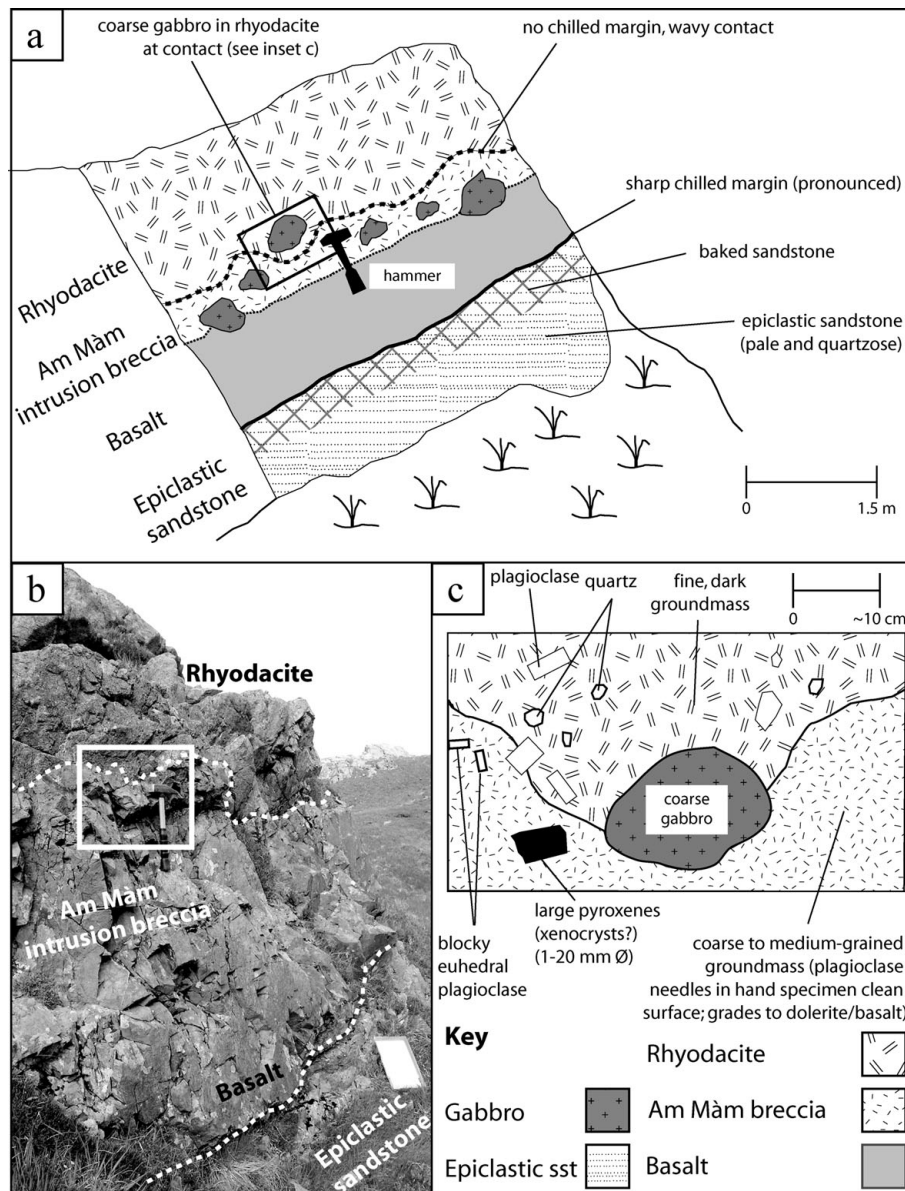 a
coarse gabbro in rhyodacite
at contact (see inset c)
no chilled margin, wavy contact
sharp chilled margin (pronounced)
baked sandstone
epiclastic sandstone
(pale and quartzose)
hammer
Rhyodacite
Am Màm
intrusion breccia
Basalt
Epiclastic
sandstone
0
1.5 m
b
Rhyodacite
Am Màm
intrusion breccia
Basalt
Epiclastic
sandstone
c
plagioclase
quartz
fine, dark
groundmass
0
~10 cm
coarse
gabbro
blocky
euhedral
plagioclase
large pyroxenes
(xenocrysts?)
(1-20 mm Ø)
coarse to medium-grained
groundmass (plagioclase
needles in hand specimen clean
surface; grades to dolerite/basalt)
Key
Rhyodacite
Gabbro
Am Màm breccia
Epiclastic sst
Basalt